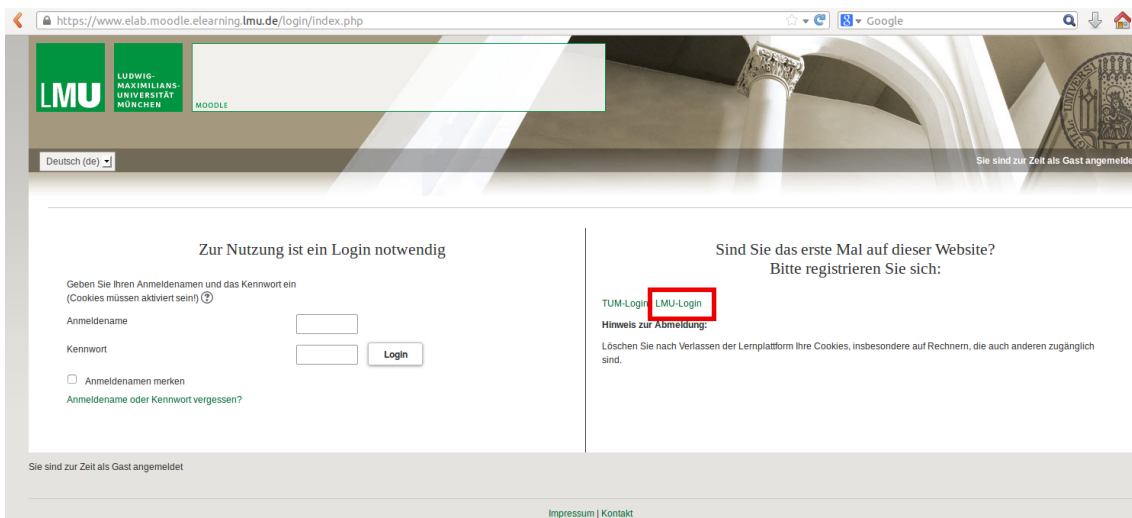 https://www.elab.moodle.elearning.lmu.de/login/index.php
Google
LMU
LUDWIG-
MAXIMILIANS-
UNIVERSITÄT
MÜNCHEN
MOODLE
Deutsch (de)
Sie sind zur Zeit als Gast angemelde
Zur Nutzung ist ein Login notwendig
Geben Sie Ihren Anmeldenamen und das Kennwort ein
(Cookies müssen aktiviert sein!) ?
Anmeldename
Kennwort
Login
Anmeldenamen merken
Anmeldename oder Kennwort vergessen?
Sind Sie das erste Mal auf dieser Website?
Bitte registrieren Sie sich:
TUM-Login LMU-Login
Hinweis zur Abmeldung:
Löschen Sie nach Verlassen der Lernplattform Ihre Cookies, insbesondere auf Rechnern, die auch anderen zugänglich
sind.
Sie sind zur Zeit als Gast angemeldet
Impressum | Kontakt